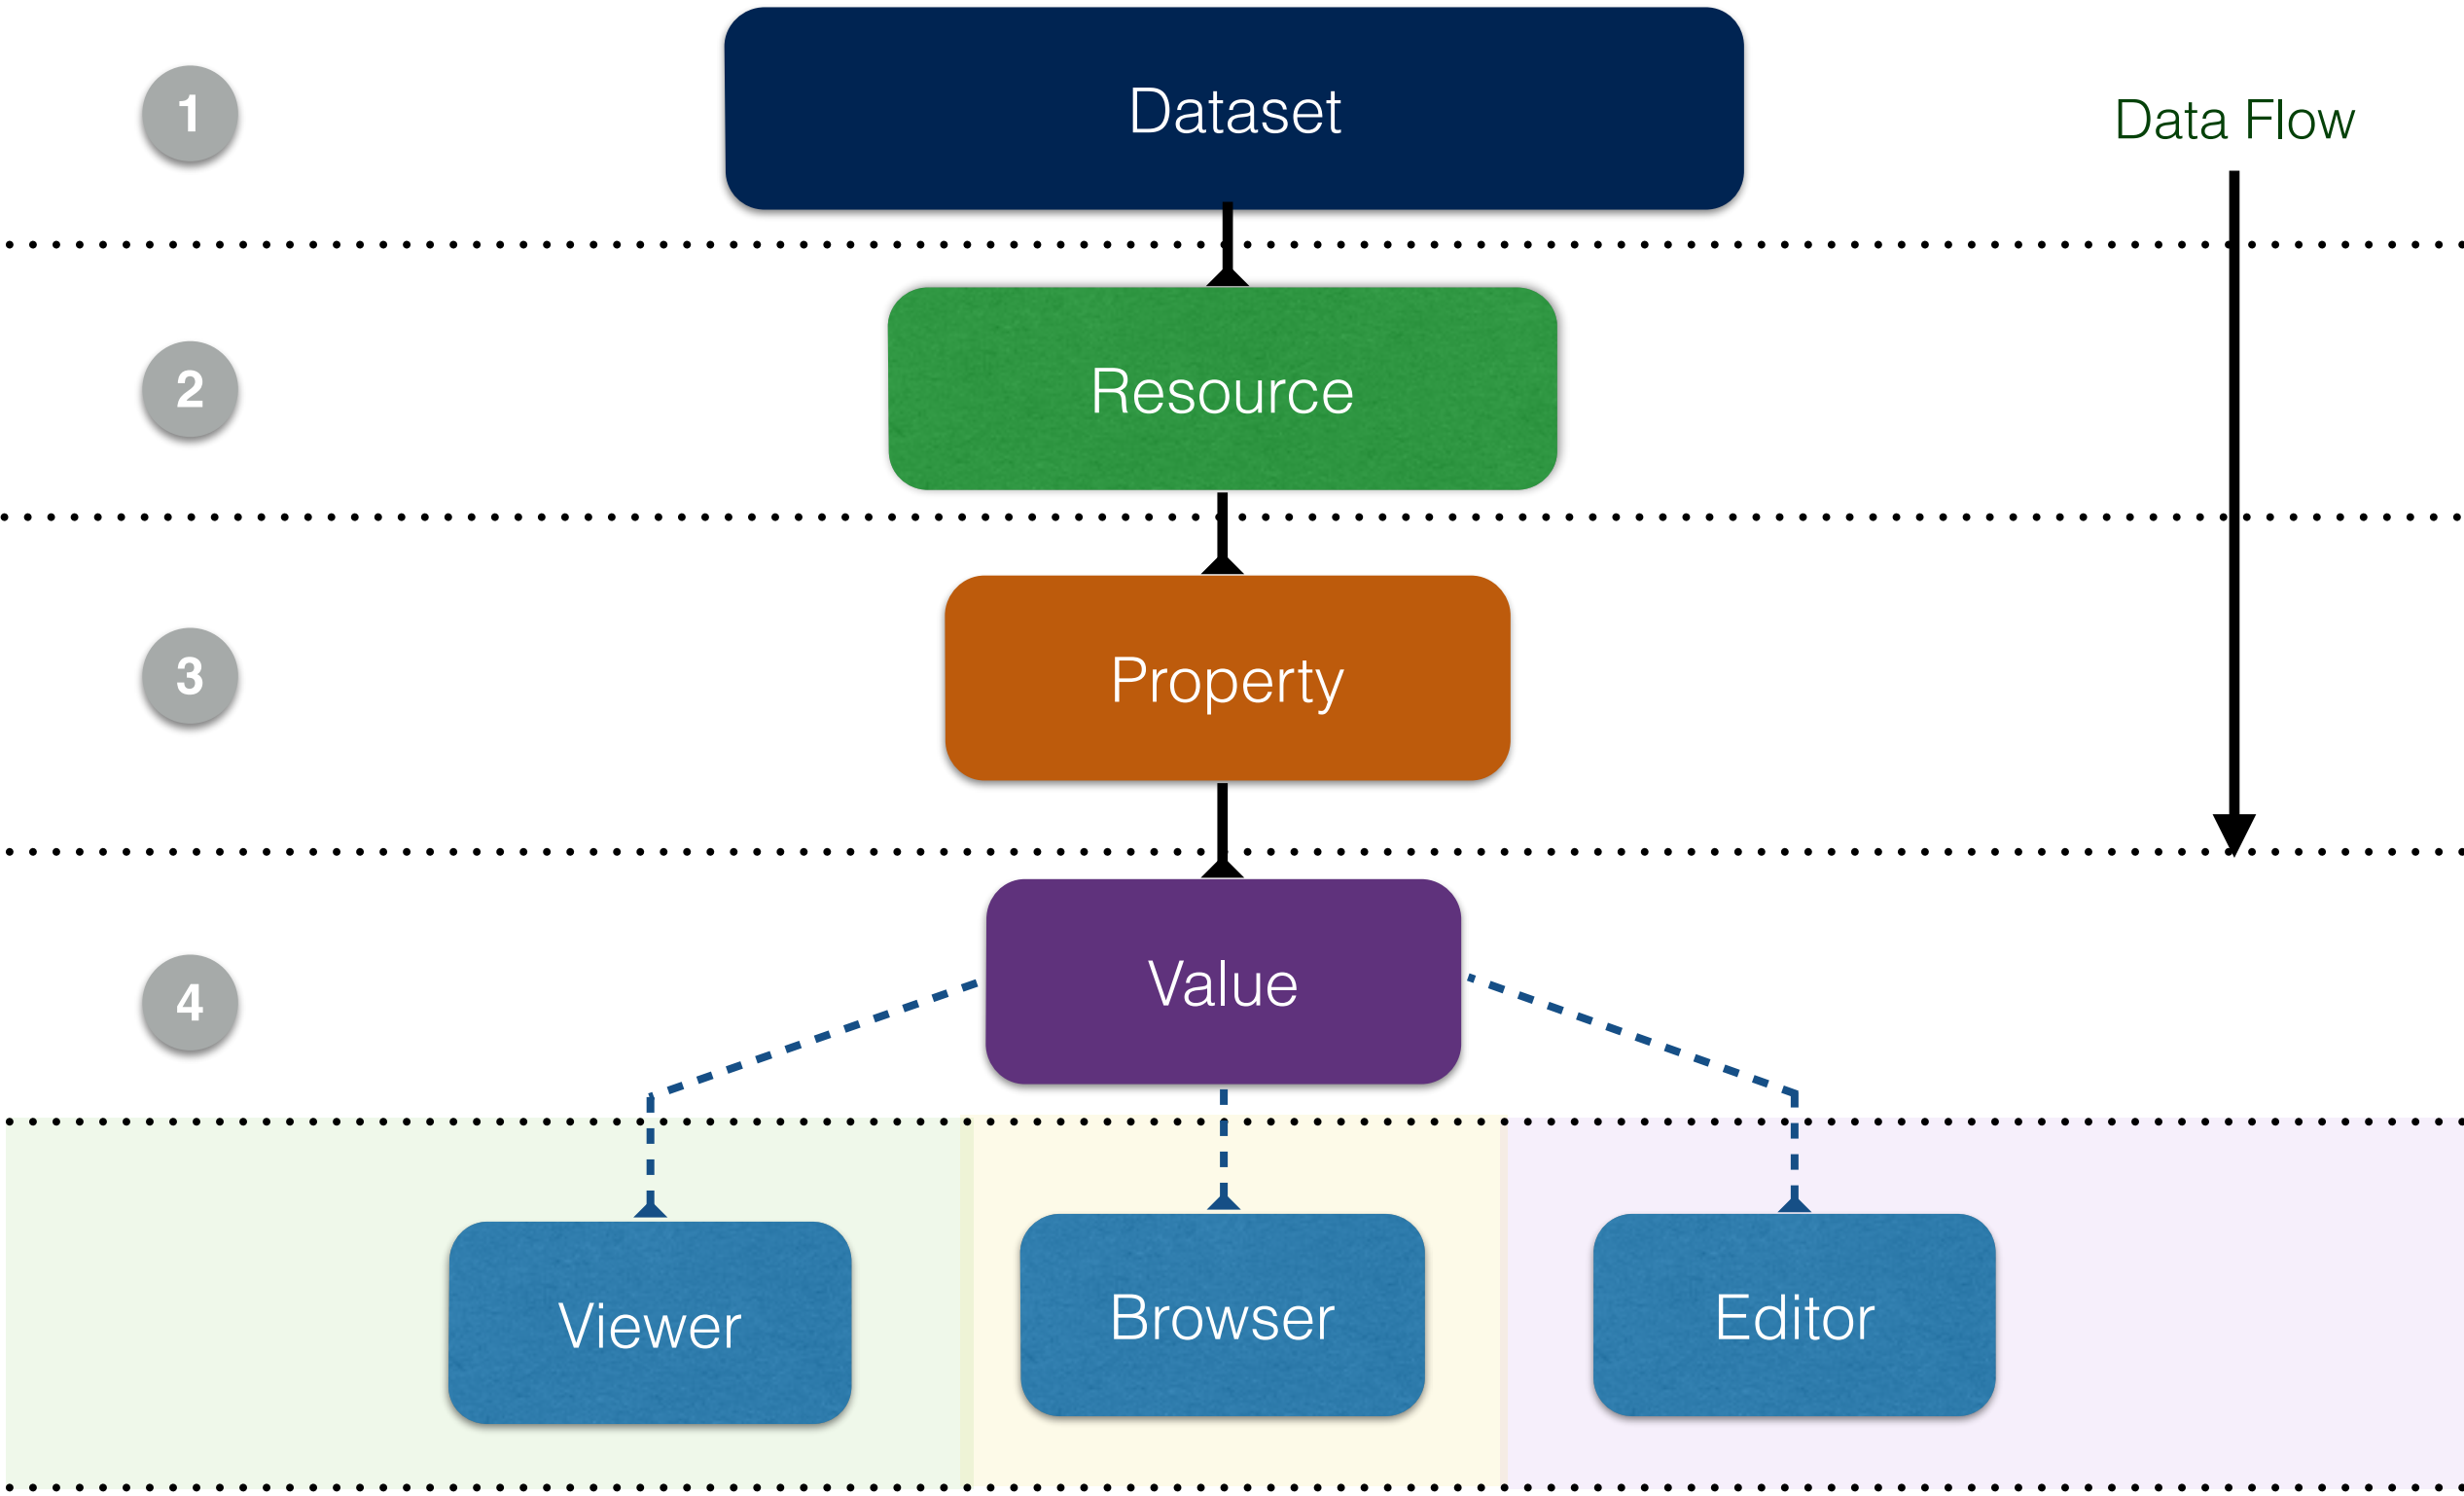 1
Dataset
Data Flow
2
Resource
3
Property
4
Value
Viewer
Browser
Editor